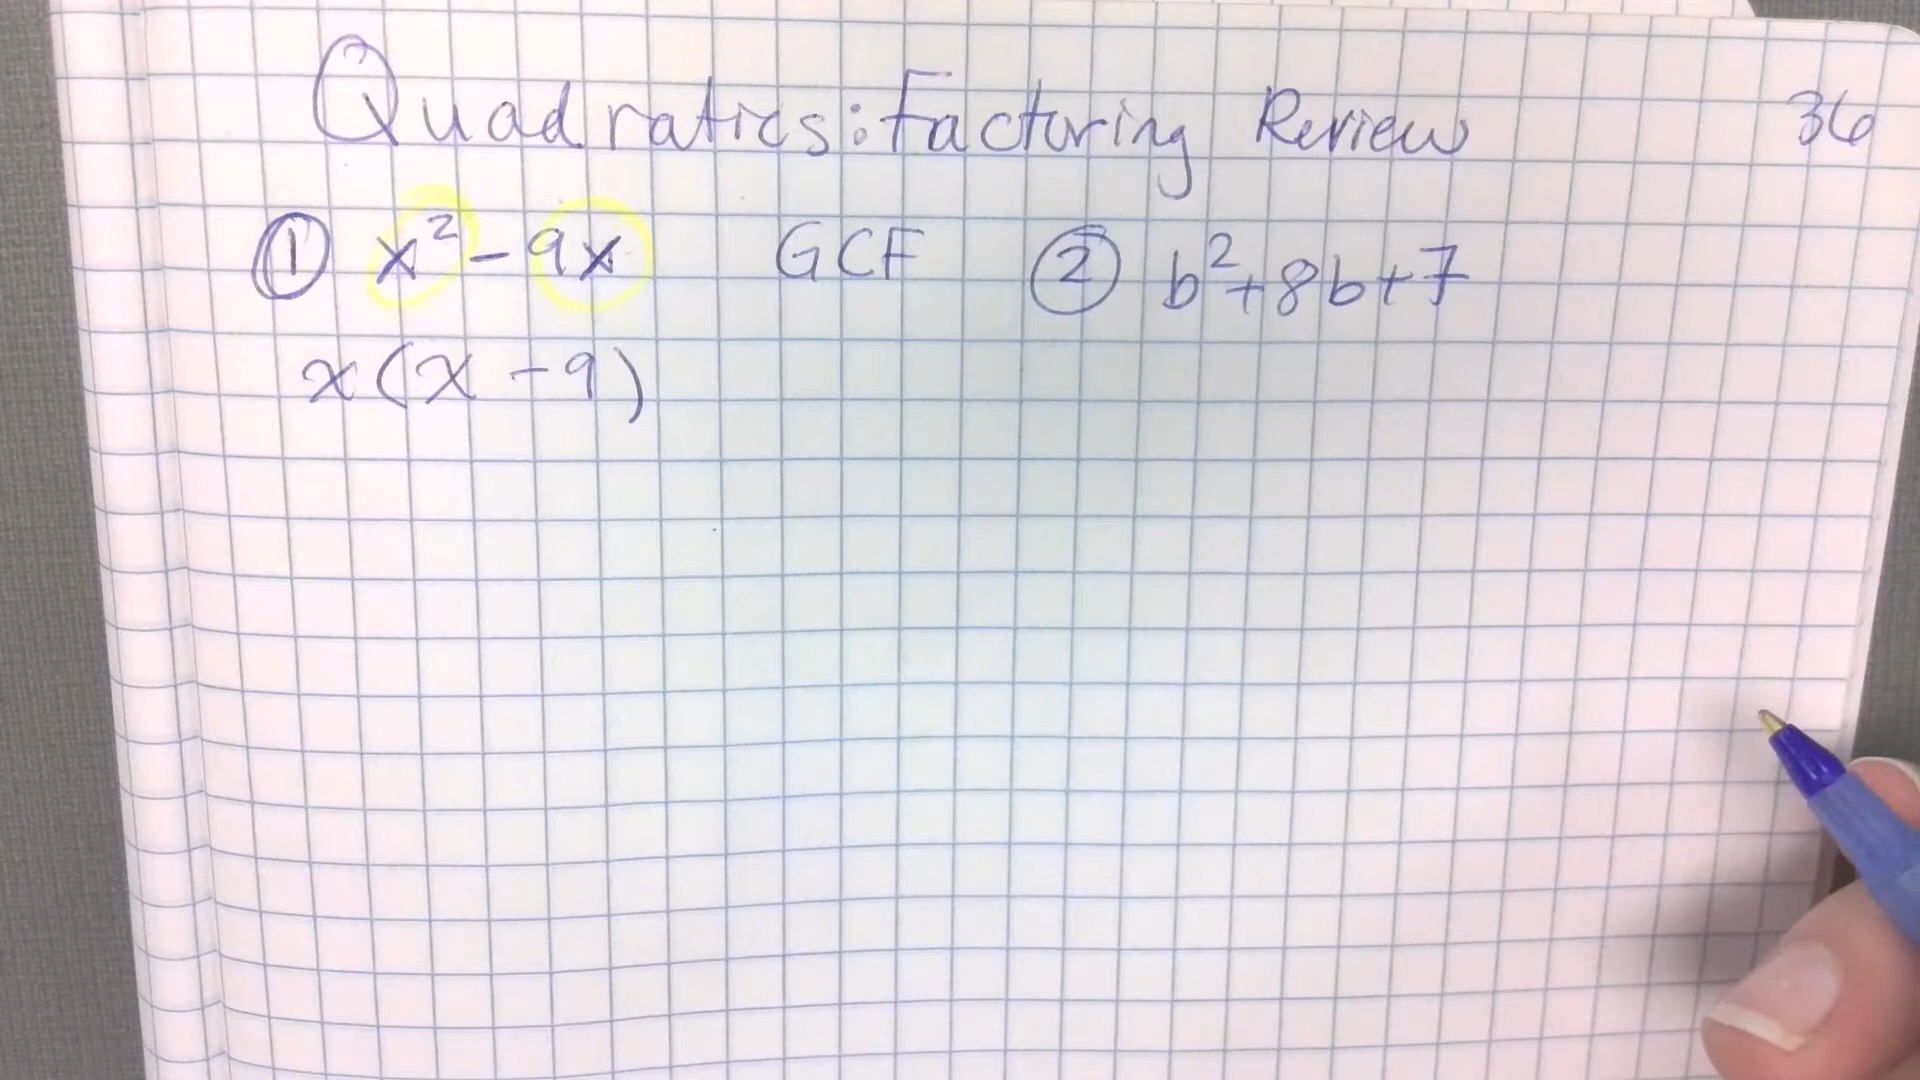 Quadratics: Factoring Review 36
① x² - 9x GCF ② b² + 8b + 7
x(x - 9)